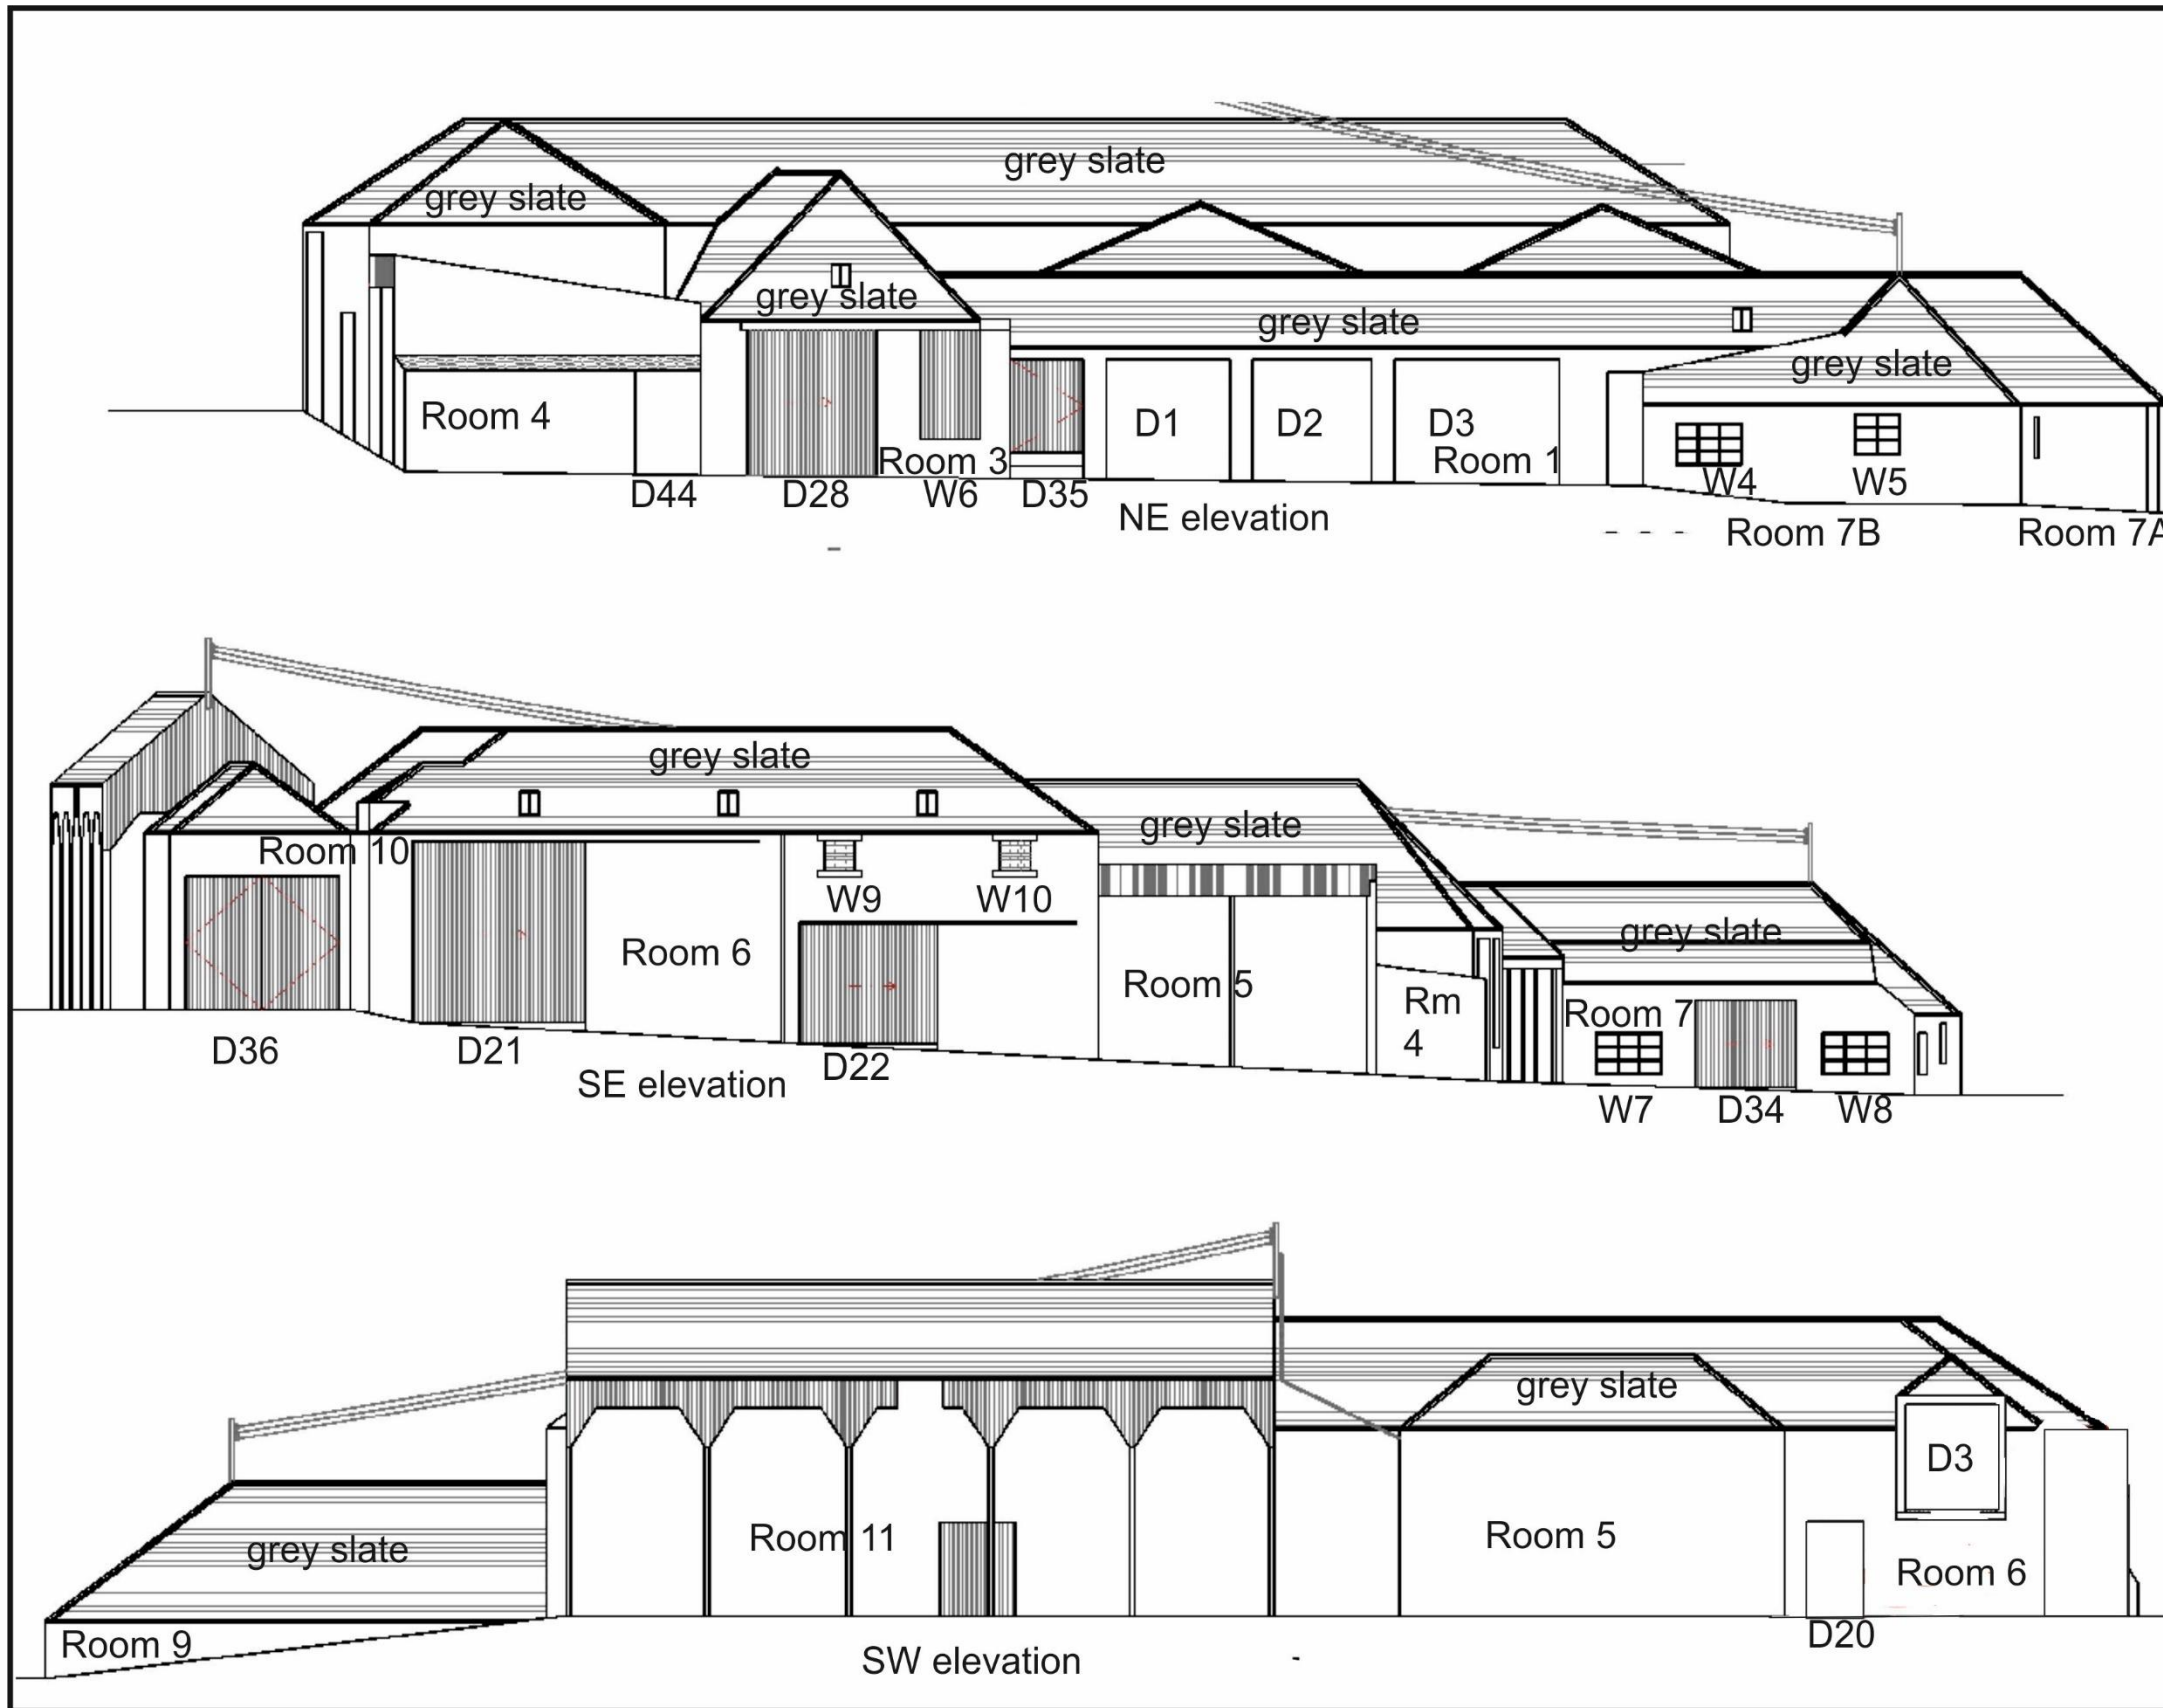 grey slate
grey slate
grey slate
grey slate
grey slate
Room 4
D1
D2
D3
Room 3
Room 1
D44
D28
W6
D35
W4
W5
NE elevation
Room 7B
Room 7A
grey slate
grey slate
Room 10
W9
W10
grey slate
Room 6
Room 5
Rm
4
Room 7
D36
D21
D22
SE elevation
W7
D34
W8
grey slate
D3
grey slate
Room 11
Room 5
Room 6
Room 9
D20
SW elevation